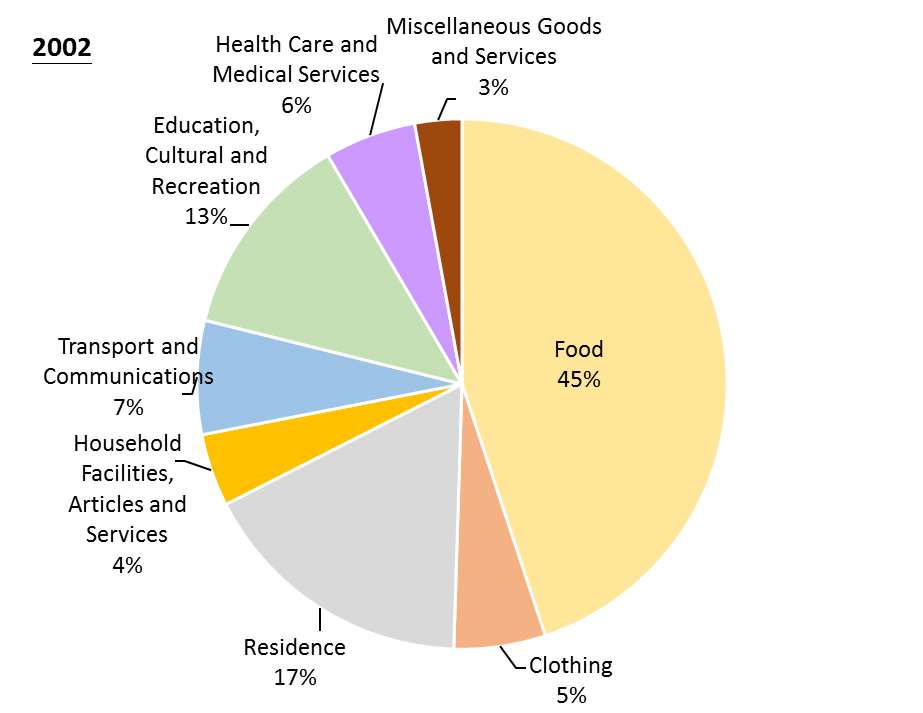 2002
Miscellaneous Goods
and Services
3%
Health Care and
Medical Services
6%
Education,
Cultural and
Recreation
13%
Food
45%
Transport and
Communications
7%
Household
Facilities,
Articles and
Services
4%
Residence
17%
Clothing
5%